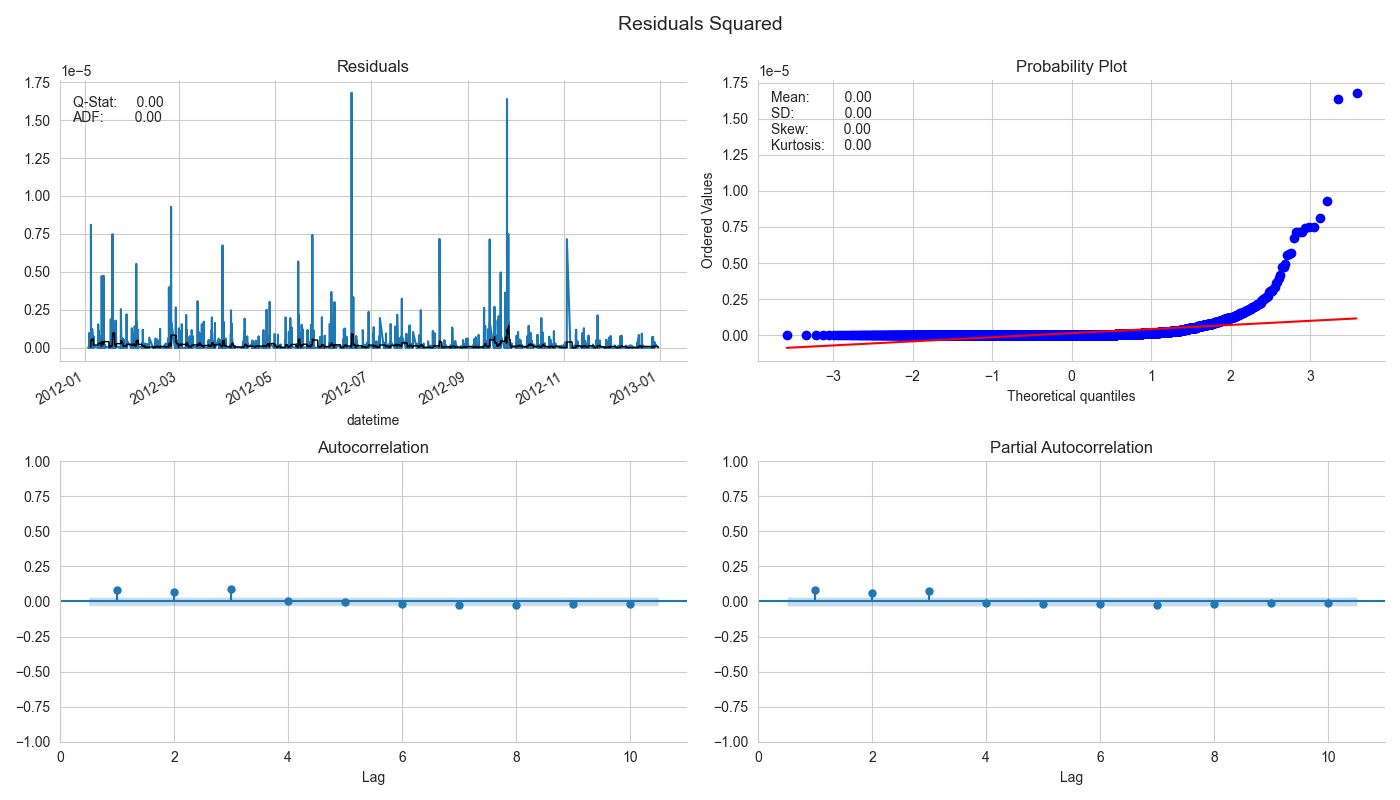 Residuals Squared
Residuals
1e−5
1.75
1.50
1.25
1.00
0.75
0.50
0.25
0.00
Q-Stat: 0.00
ADF: 0.00
2012-01
2012-03
2012-05
2012-07
2012-09
2012-11
2013-01
datetime
Probability Plot
1e−5
1.75
1.50
1.25
1.00
0.75
0.50
0.25
0.00
Ordered Values
Mean: 0.00
SD: 0.00
Skew: 0.00
Kurtosis: 0.00
−3 −2 −1 0 1 2 3
Theoretical quantiles
Autocorrelation
1.00
0.75
0.50
0.25
0.00
−0.25
−0.50
−0.75
−1.00
0 2 4 6 8 10
Lag
Partial Autocorrelation
1.00
0.75
0.50
0.25
0.00
−0.25
−0.50
−0.75
−1.00
0 2 4 6 8 10
Lag